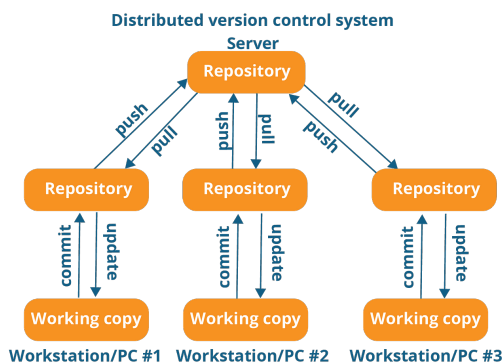 Distributed version control system
Server
Repository
push
pull
push
pull
push
pull
Repository
Repository
Repository
commit
update
commit
update
commit
update
Working copy
Working copy
Working copy
Workstation/PC #1
Workstation/PC #2
Workstation/PC #3